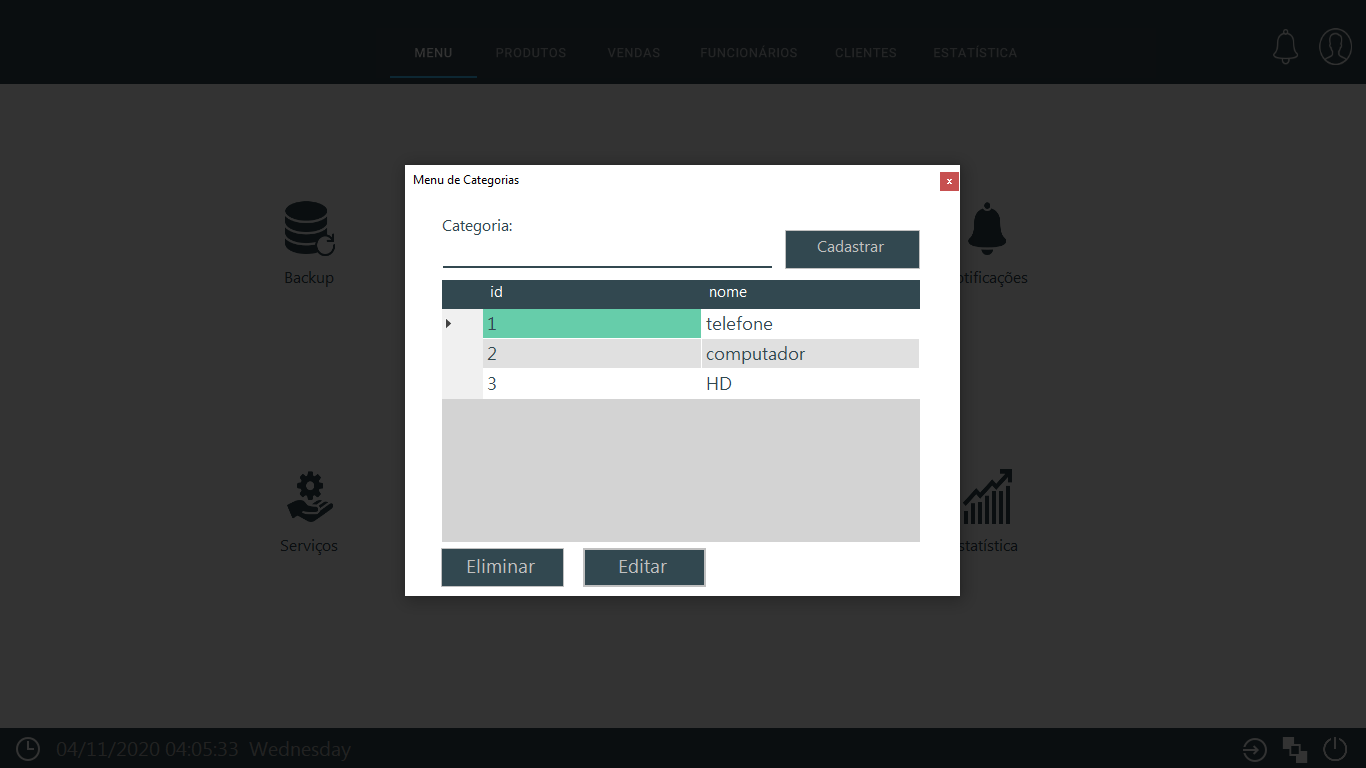 MENU PRODUTOS VENDAS FUNCIONÁRIOS CLIENTES ESTATÍSTICA
Menu de Categorias x
Categoria:
Cadastrar
Backup
otificações
id nome
1 telefone
2 computador
3 HD
Serviços
statística
Eliminar Editar
04/11/2020 04:05:33 Wednesday